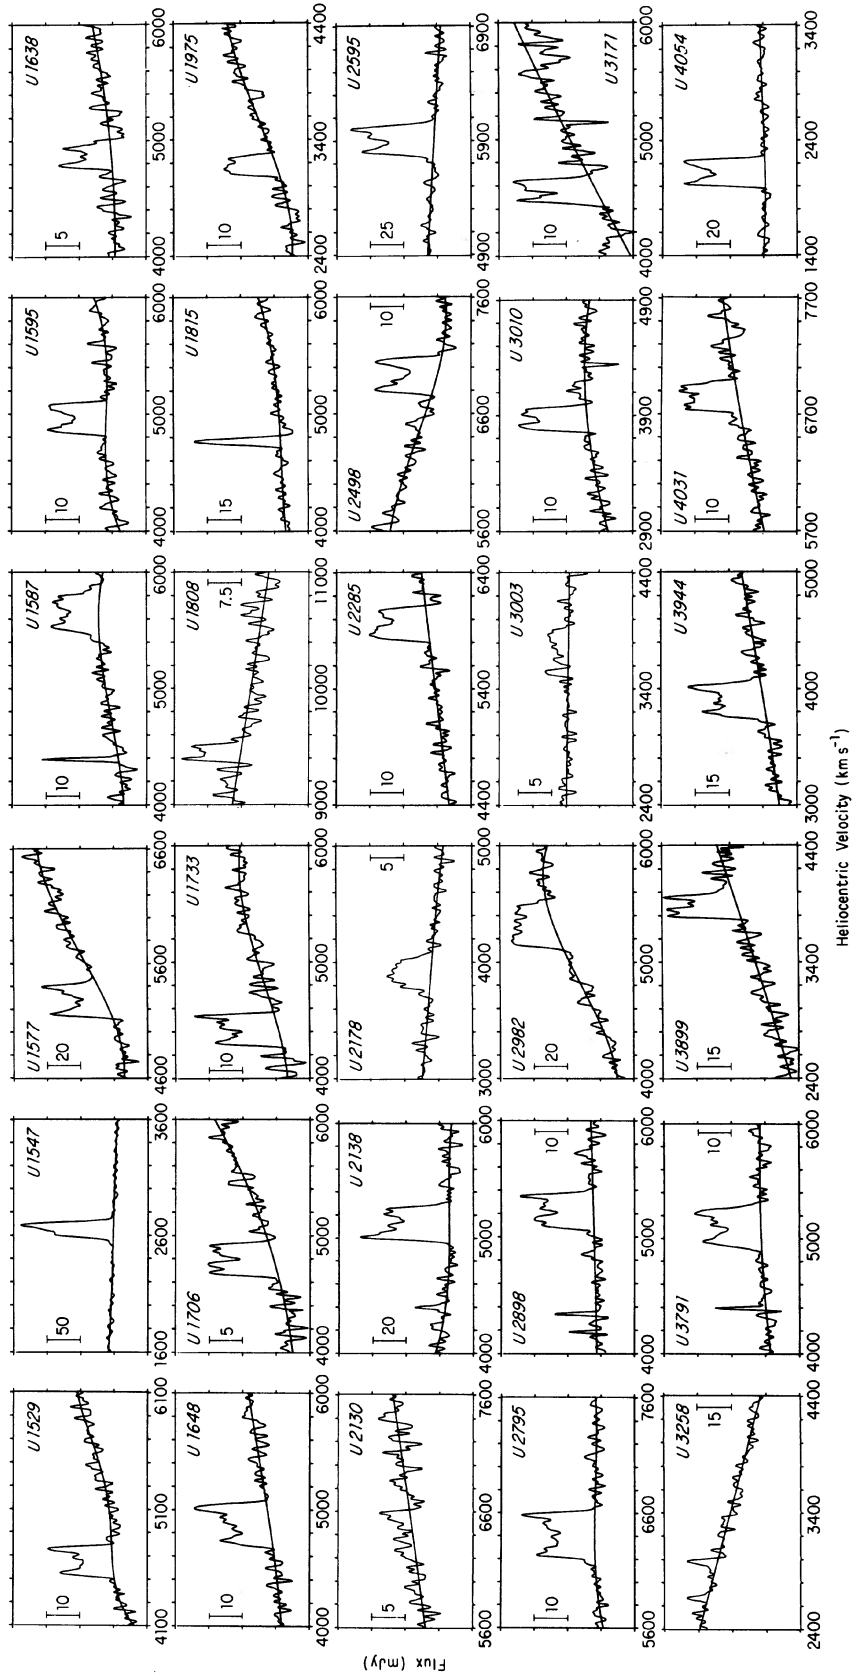 U1529 U1547 U1577 U1587 U1595 U1638
10 50 20 10 10 5
4100 5100 6100 1600 2600 3600 4600 5600 6600 4000 5000 6000 4000 5000 6000 4000 5000 6000
U1648 U1706 U1733 U1808 U1815 U1975
10 5 10 7.5 15 10
4000 5000 6000 4000 5000 6000 4000 5000 6000 9000 10000 11000 4000 5000 6000 2400 3400 4400
U2130 U2138 U2178 U2285 U2498 U2595
5 20 5 10 10 25
5600 6600 7600 4000 5000 6000 3000 4000 5000 4400 5400 6400 5600 6600 7600 4900 5900 6900
U2795 U2898 U2982 U3003 U3010 U3171
10 10 20 5 10 10
5600 6600 7600 4000 5000 6000 4000 5000 6000 2400 3400 4400 2900 3900 4900 4000 5000 6000
U3258 U3791 U3899 U3944 U4031 U4054
15 10 15 15 10 20
2400 3400 4400 4000 5000 6000 2400 3400 4400 3000 4000 5000 5700 6700 7700 1400 2400 3400
Flux (mJy)
Heliocentric Velocity (km s⁻¹)